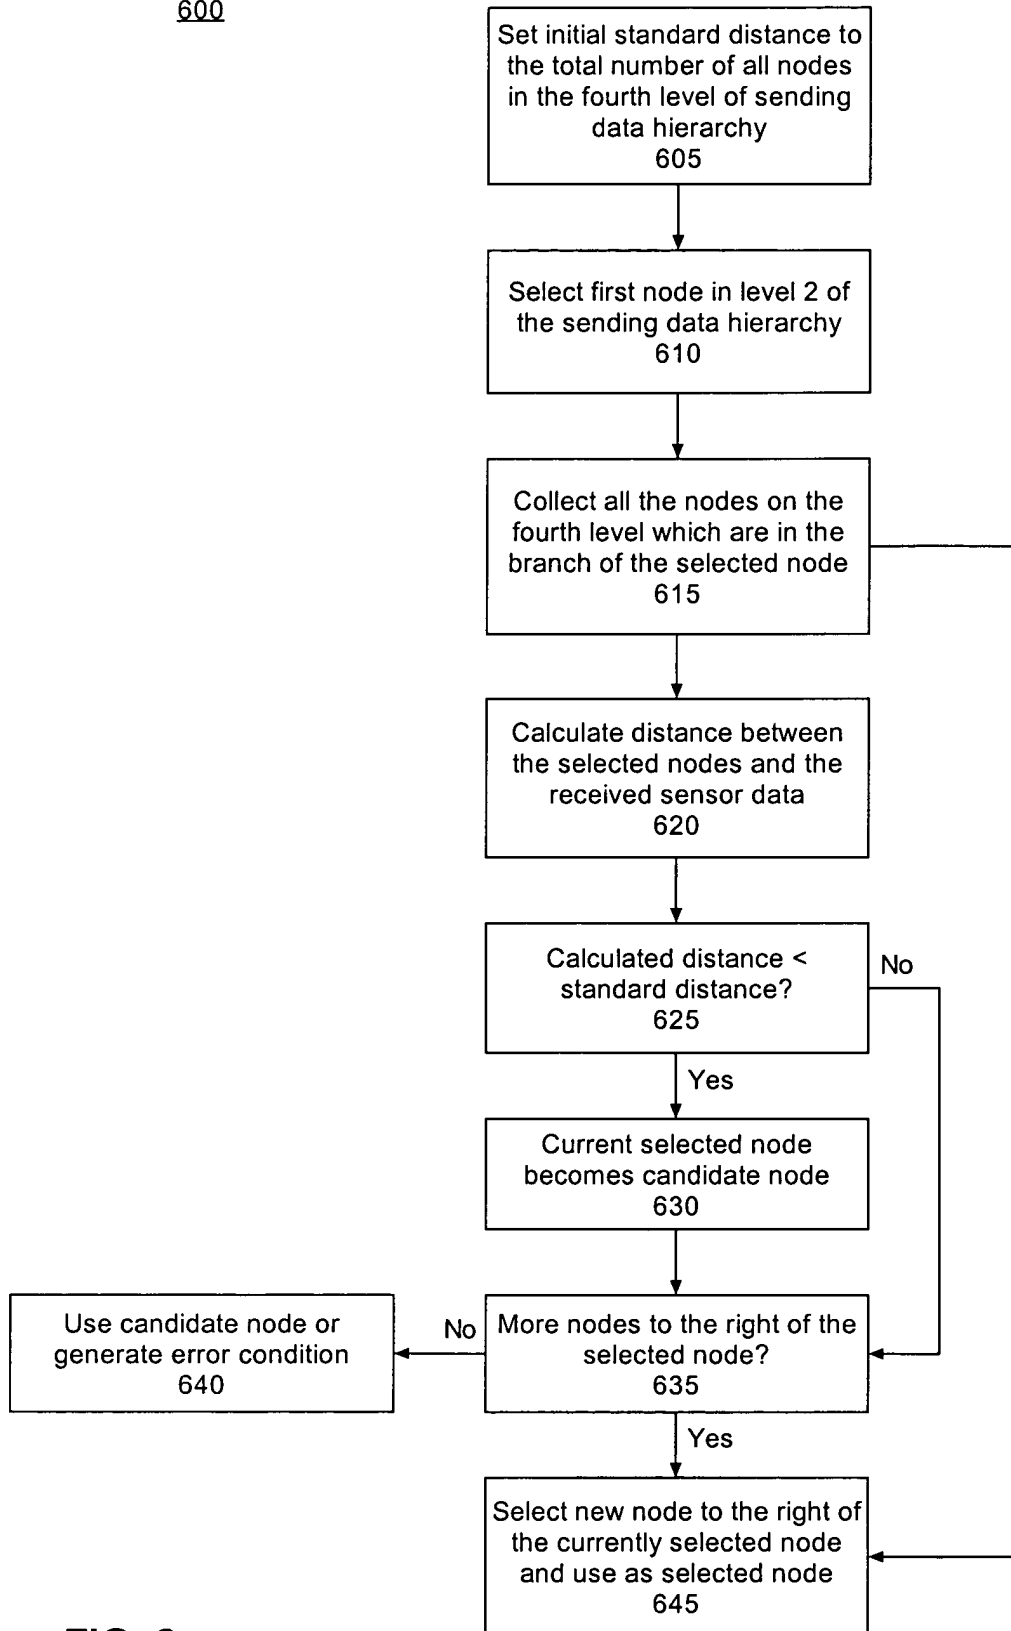 600
Set initial standard distance to
the total number of all nodes
in the fourth level of sending
data hierarchy
605
Select first node in level 2 of
the sending data hierarchy
610
Collect all the nodes on the
fourth level which are in the
branch of the selected node
615
Calculate distance between
the selected nodes and the
received sensor data
620
Calculated distance <
standard distance?
625
No
Yes
Current selected node
becomes candidate node
630
More nodes to the right of the
selected node?
635
No
Use candidate node or
generate error condition
640
Yes
Select new node to the right of
the currently selected node
and use as selected node
645
FIG.